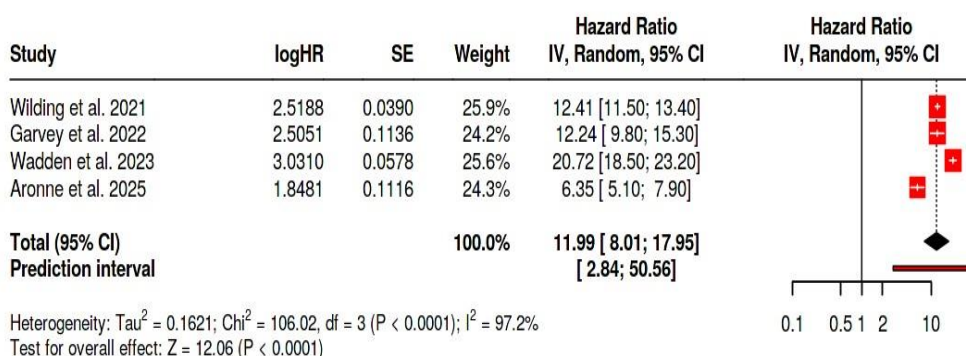 Hazard Ratio Hazard Ratio
Study logHR SE Weight IV, Random, 95% CI IV, Random, 95% CI
Wilding et al. 2021 2.5188 0.0390 25.9% 12.41 [11.50; 13.40]
Garvey et al. 2022 2.5051 0.1136 24.2% 12.24 [ 9.80; 15.30]
Wadden et al. 2023 3.0310 0.0578 25.6% 20.72 [18.50; 23.20]
Aronne et al. 2025 1.8481 0.1116 24.3% 6.35 [ 5.10; 7.90]
Total (95% CI) 100.0% 11.99 [ 8.01; 17.95]
Prediction interval [ 2.84; 50.56]
Heterogeneity: Tau² = 0.1621; Chi² = 106.02, df = 3 (P < 0.0001); I² = 97.2% 0.1 0.5 1 2 10
Test for overall effect: Z = 12.06 (P < 0.0001)